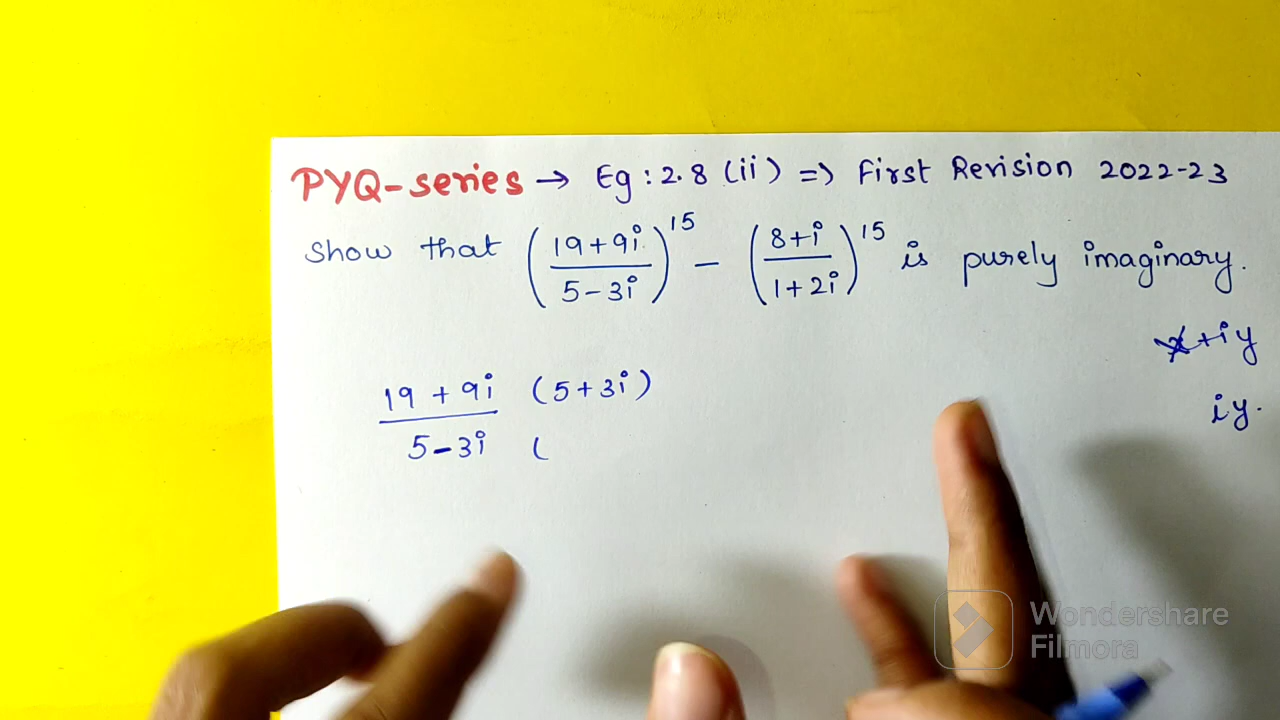 PYQ-series → Eg : 2.8 (ii) => First Revision 2022-23
Show that ((19+9i)/(5-3i))^15 - ((8+i)/(1+2i))^15 is purely imaginary.
x+iy
19 + 9i (5+3i)
5-3i (
iy.
Wondershare
Filmora